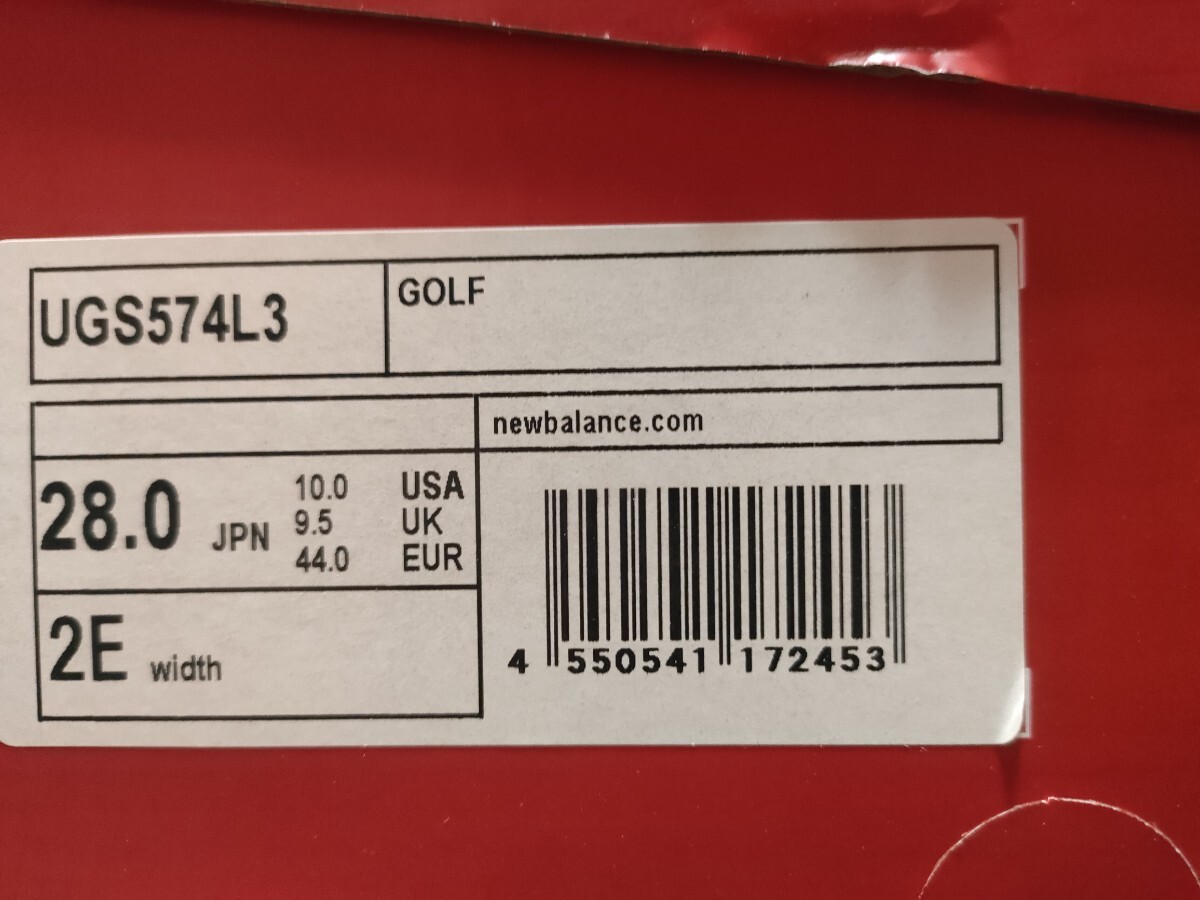 UGS574L3
GOLF
newbalance.com
28.0 JPN
10.0 USA
9.5 UK
44.0 EUR
2E width
4 550541 172453